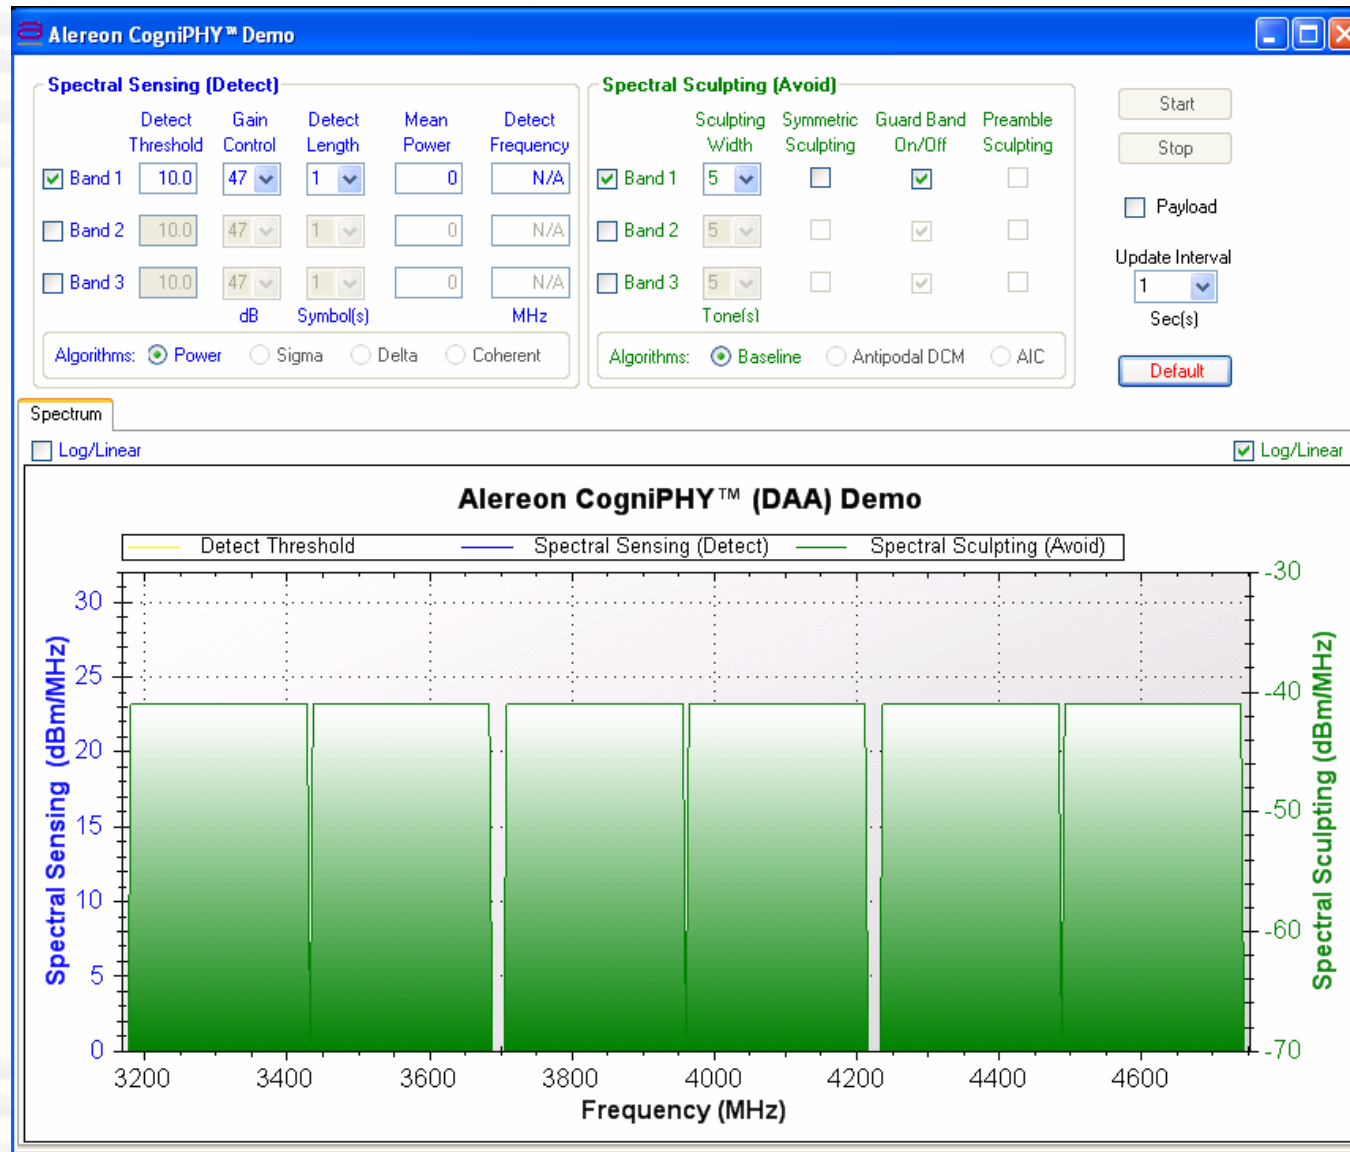 Alereon CogniPHY™ Demo
Spectral Sensing (Detect)
Detect Threshold Gain Control Detect Length Mean Power Detect Frequency
Band 1 10.0 47 1 0 N/A
Band 2 10.0 47 1 0 N/A
Band 3 10.0 47 1 0 N/A
dB Symbol(s) MHz
Algorithms: Power Sigma Delta Coherent
Spectral Sculpting (Avoid)
Sculpting Width Symmetric Sculpting Guard Band On/Off Preamble Sculpting
Band 1 5
Band 2 5
Band 3 5
Tone(s)
Algorithms: Baseline Antipodal DCM AIC
Start
Stop
Payload
Update Interval
1
Sec(s)
Default
Spectrum
Log/Linear Log/Linear
Alereon CogniPHY™ (DAA) Demo
Detect Threshold Spectral Sensing (Detect) Spectral Sculpting (Avoid)
Spectral Sensing (dBm/MHz)
30
25
20
15
10
5
0
-30
-40
-50
-60
-70
Spectral Sculpting (dBm/MHz)
3200 3400 3600 3800 4000 4200 4400 4600
Frequency (MHz)